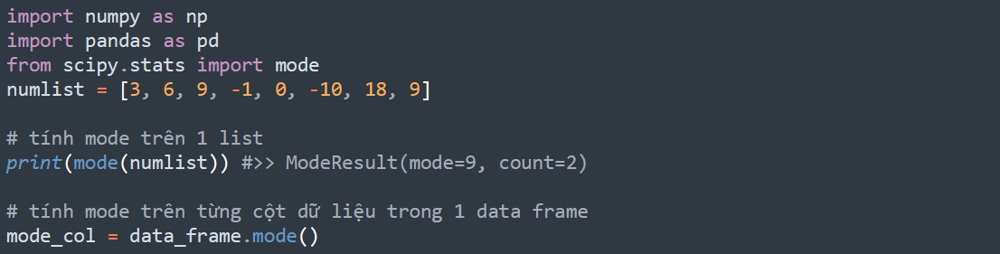 import numpy as np
import pandas as pd
from scipy.stats import mode
numlist = [3, 6, 9, -1, 0, -10, 18, 9]
# tính mode trên 1 list
print(mode(numlist)) #>> ModeResult(mode=9, count=2)
# tính mode trên từng cột dữ liệu trong 1 data frame
mode_col = data_frame.mode()